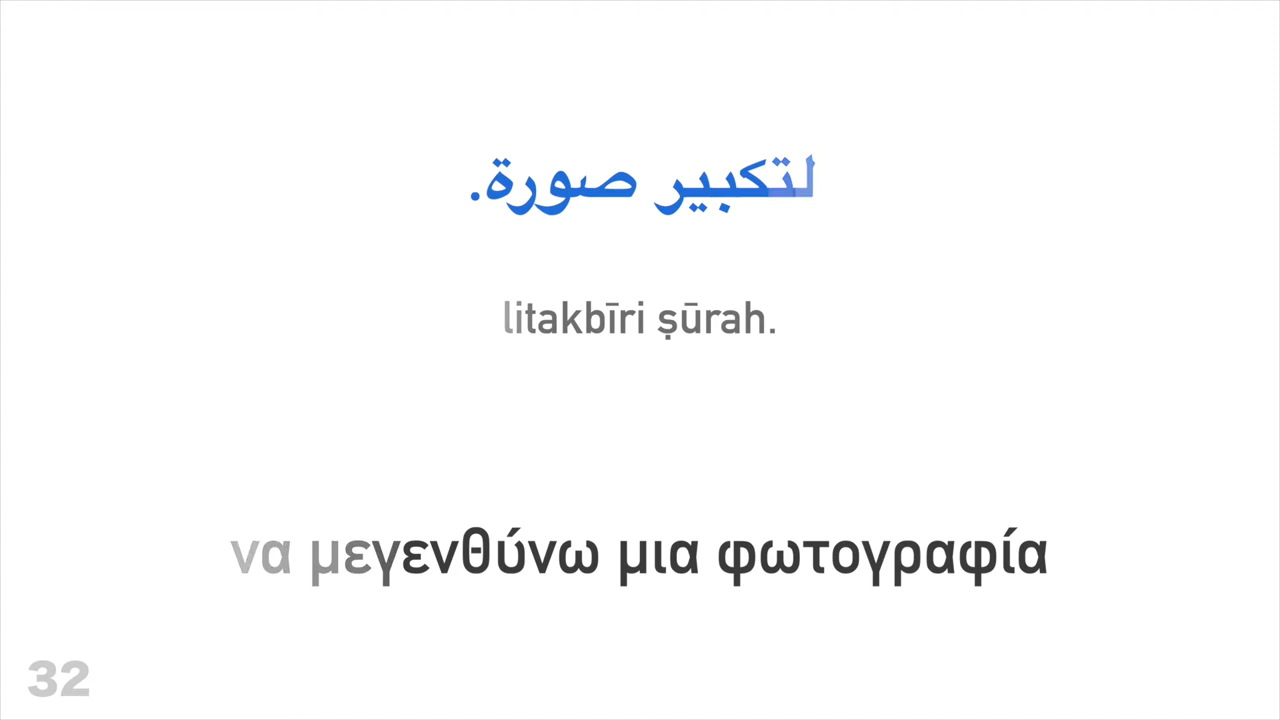 لتكبير صورة.
litakbīri ṣūrah.
να μεγενθύνω μια φωτογραφία
32